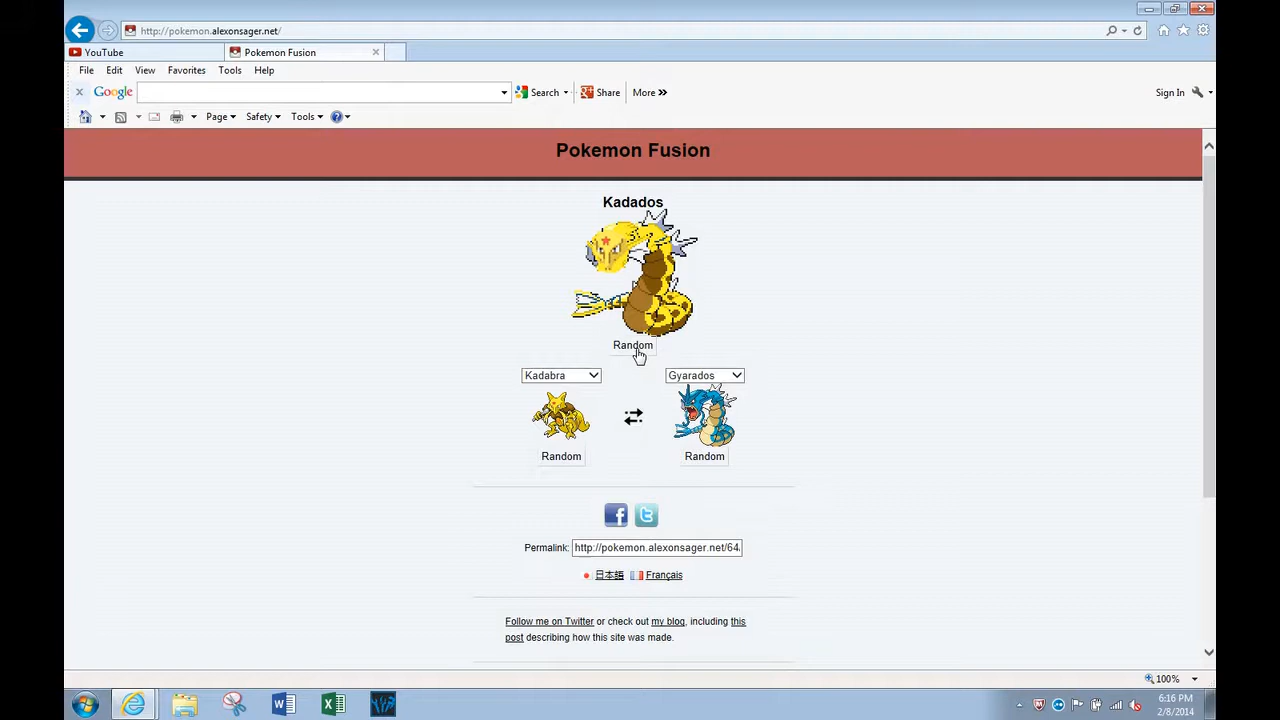 http://pokemon.alexonsager.net/
YouTube
Pokemon Fusion
File Edit View Favorites Tools Help
Google
Search
Share
More »
Sign In
Page Safety Tools
Pokemon Fusion
Kadados
Random
Kadabra
Gyarados
Random
Random
Permalink: http://pokemon.alexonsager.net/64
日本語 Français
Follow me on Twitter or check out my blog, including this
post describing how this site was made.
100%
6:16 PM
2/8/2014